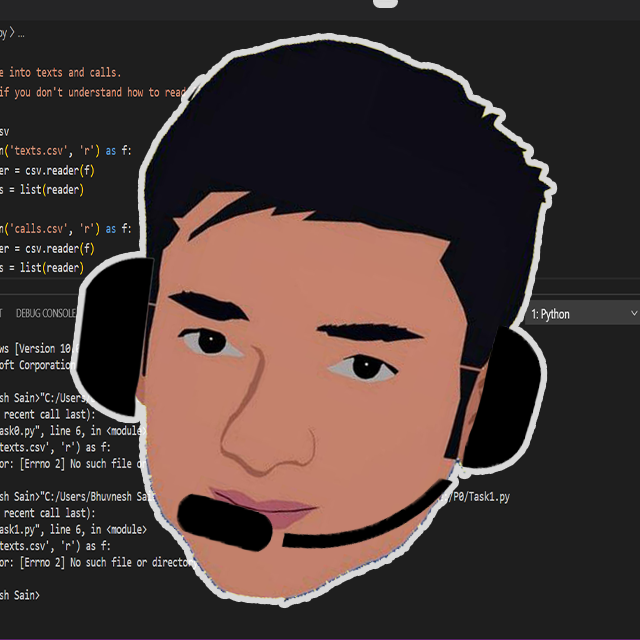 py > ...
e into texts and calls.
if you don't understand how to read
sv
n('texts.csv', 'r') as f:
er = csv.reader(f)
s = list(reader)
n('calls.csv', 'r') as f:
er = csv.reader(f)
s = list(reader)
T DEBUG CONSOLE 1: Python
ws [Version 10.
oft Corporation
sh Sain>"C:/Users/
recent call last):
ask0.py", line 6, in <module
texts.csv', 'r') as f:
or: [Errno 2] No such file o
sh Sain>"C:/Users/Bhuvnesh Sai /P0/Task1.py
recent call last):
ask1.py", line 6, in <module>
texts.csv', 'r') as f:
or: [Errno 2] No such file or director
sh Sain>